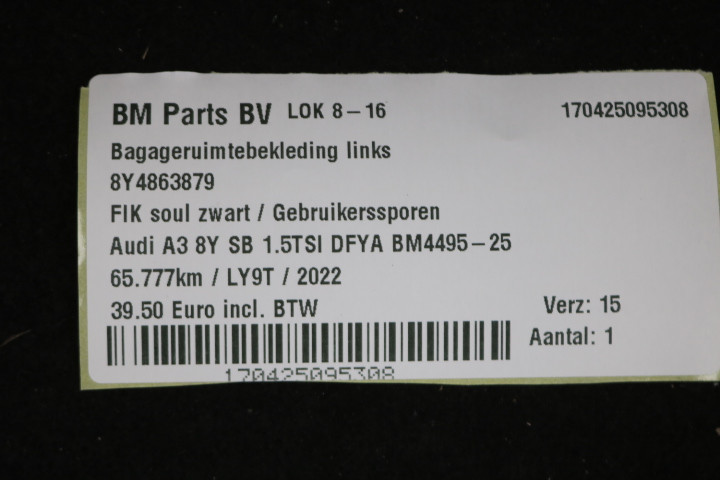 BM Parts BV LOK 8-16 170425095308
Bagageruimtebekleding links
8Y4863879
FIK soul zwart / Gebruikerssporen
Audi A3 8Y SB 1.5TSI DFYA BM4495-25
65.777km / LY9T / 2022
39.50 Euro incl. BTW Verz: 15
Aantal: 1
170425095308